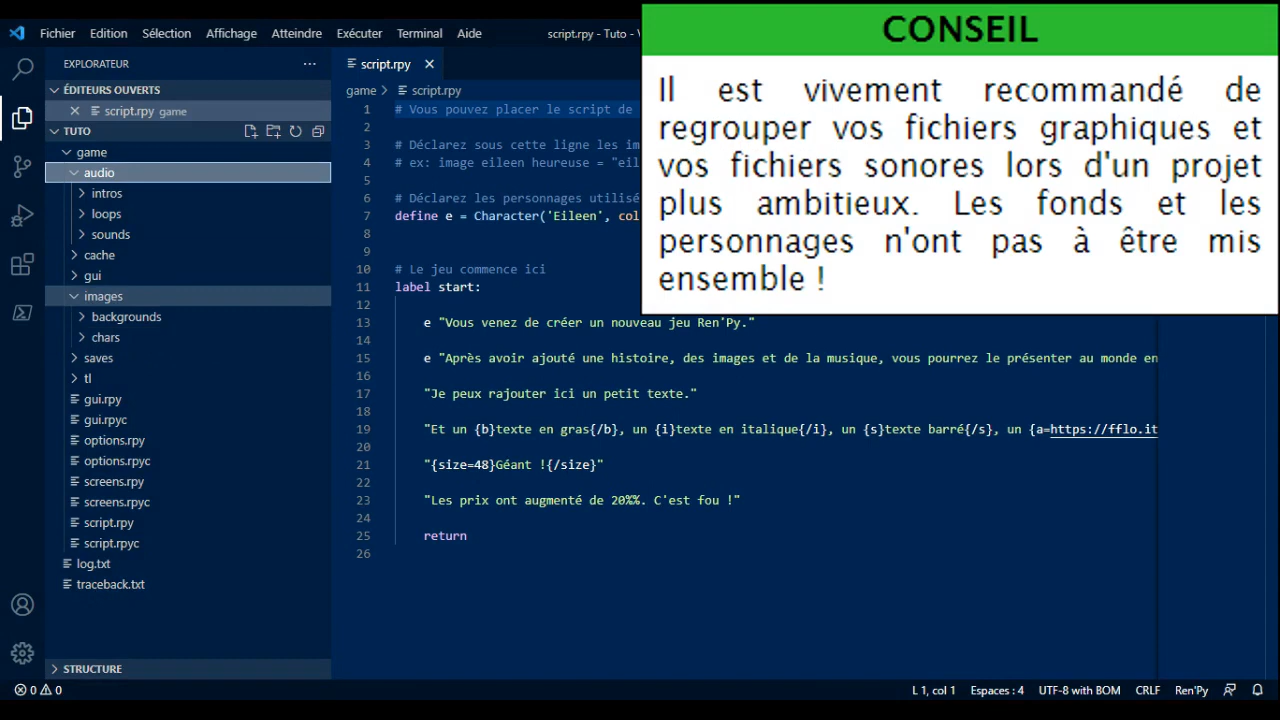 Fichier Edition Sélection Affichage Atteindre Exécuter Terminal Aide script.rpy - Tuto - 
CONSEIL
Il est vivement recommandé de
regrouper vos fichiers graphiques et
vos fichiers sonores lors d'un projet
plus ambitieux. Les fonds et les
personnages n'ont pas à être mis
ensemble !
EXPLORATEUR
ÉDITEURS OUVERTS
script.rpy game
TUTO
game
audio
intros
loops
sounds
cache
gui
images
backgrounds
chars
saves
tl
gui.rpy
gui.rpyc
options.rpy
options.rpyc
screens.rpy
screens.rpyc
script.rpy
script.rpyc
log.txt
traceback.txt
STRUCTURE
script.rpy
game > script.rpy
1 # Vous pouvez placer le script de
2
3 # Déclarez sous cette ligne les im
4 # ex: image eileen heureuse = "eil
5
6 # Déclarez les personnages utilisé
7 define e = Character('Eileen', col
8
9
10 # Le jeu commence ici
11 label start:
12
13 e "Vous venez de créer un nouveau jeu Ren'Py."
14
15 e "Après avoir ajouté une histoire, des images et de la musique, vous pourrez le présenter au monde en
16
17 "Je peux rajouter ici un petit texte."
18
19 "Et un {b}texte en gras{/b}, un {i}texte en italique{/i}, un {s}texte barré{/s}, un {a=https://fflo.it
20
21 "{size=48}Géant !{/size}"
22
23 "Les prix ont augmenté de 20%%. C'est fou !"
24
25 return
26
0 0 L 1, col 1 Espaces : 4 UTF-8 with BOM CRLF Ren'Py